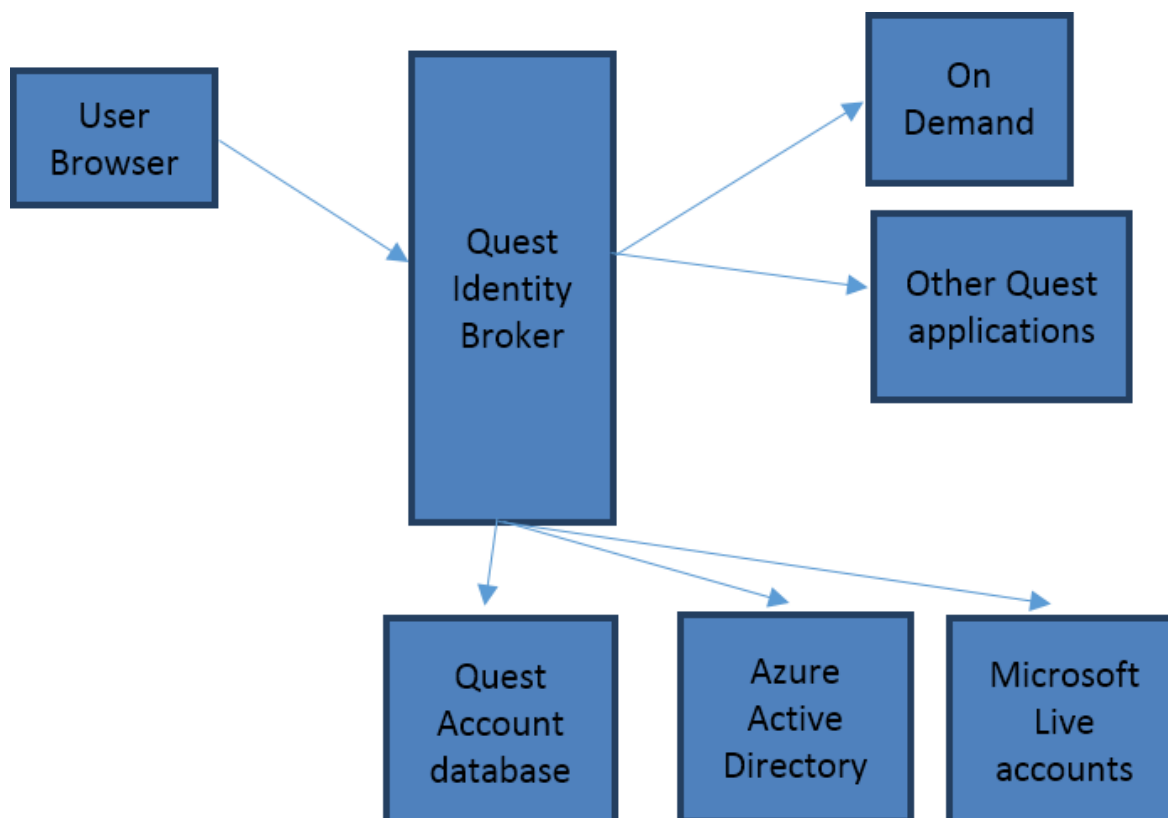 User
Browser
Quest
Identity
Broker
On
Demand
Other Quest
applications
Quest
Account
database
Azure
Active
Directory
Microsoft
Live
accounts